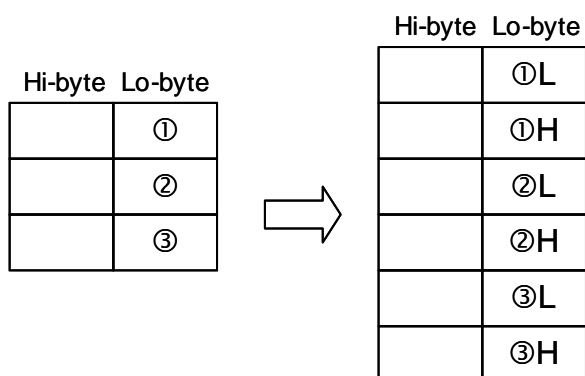 Hi-byte Lo-byte
①
②
③
Hi-byte Lo-byte
①L
①H
②L
②H
③L
③H